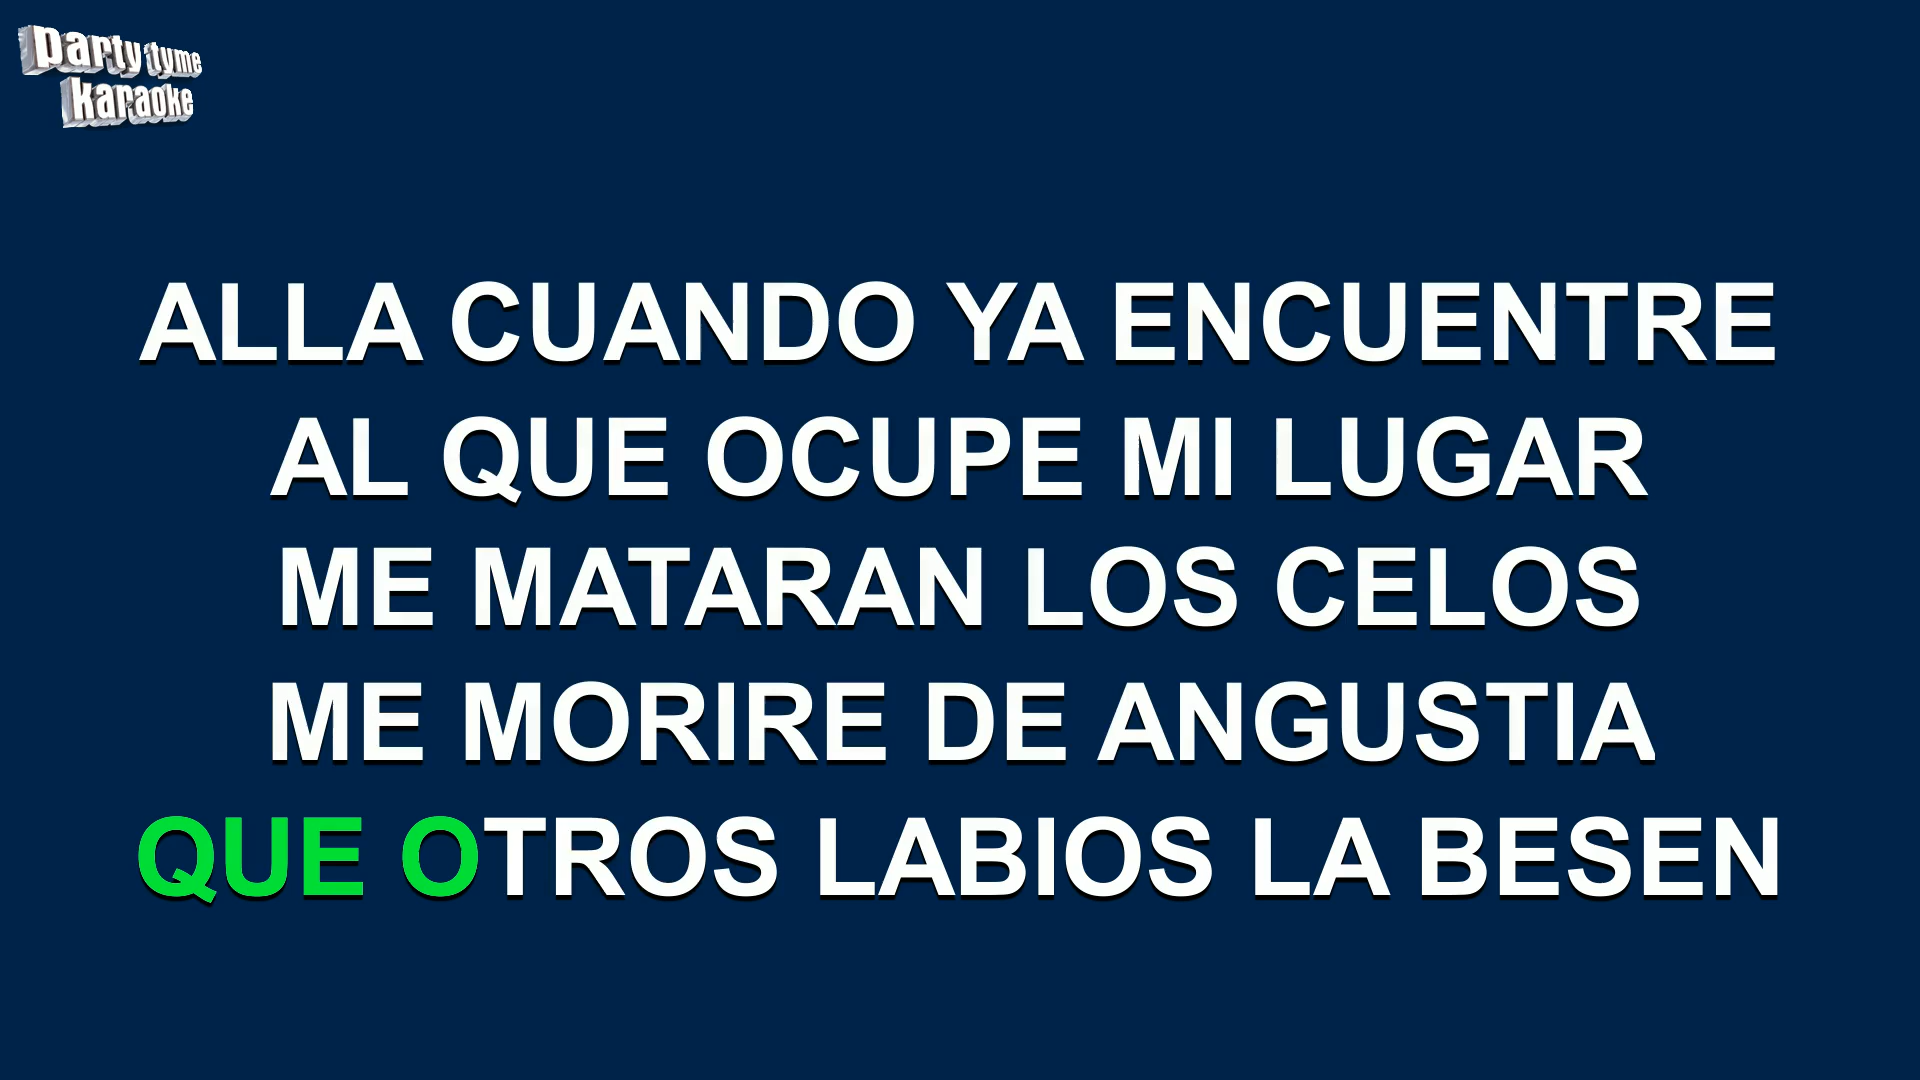 party tyme
karaoke
ALLA CUANDO YA ENCUENTRE
AL QUE OCUPE MI LUGAR
ME MATARAN LOS CELOS
ME MORIRE DE ANGUSTIA
QUE OTROS LABIOS LA BESEN